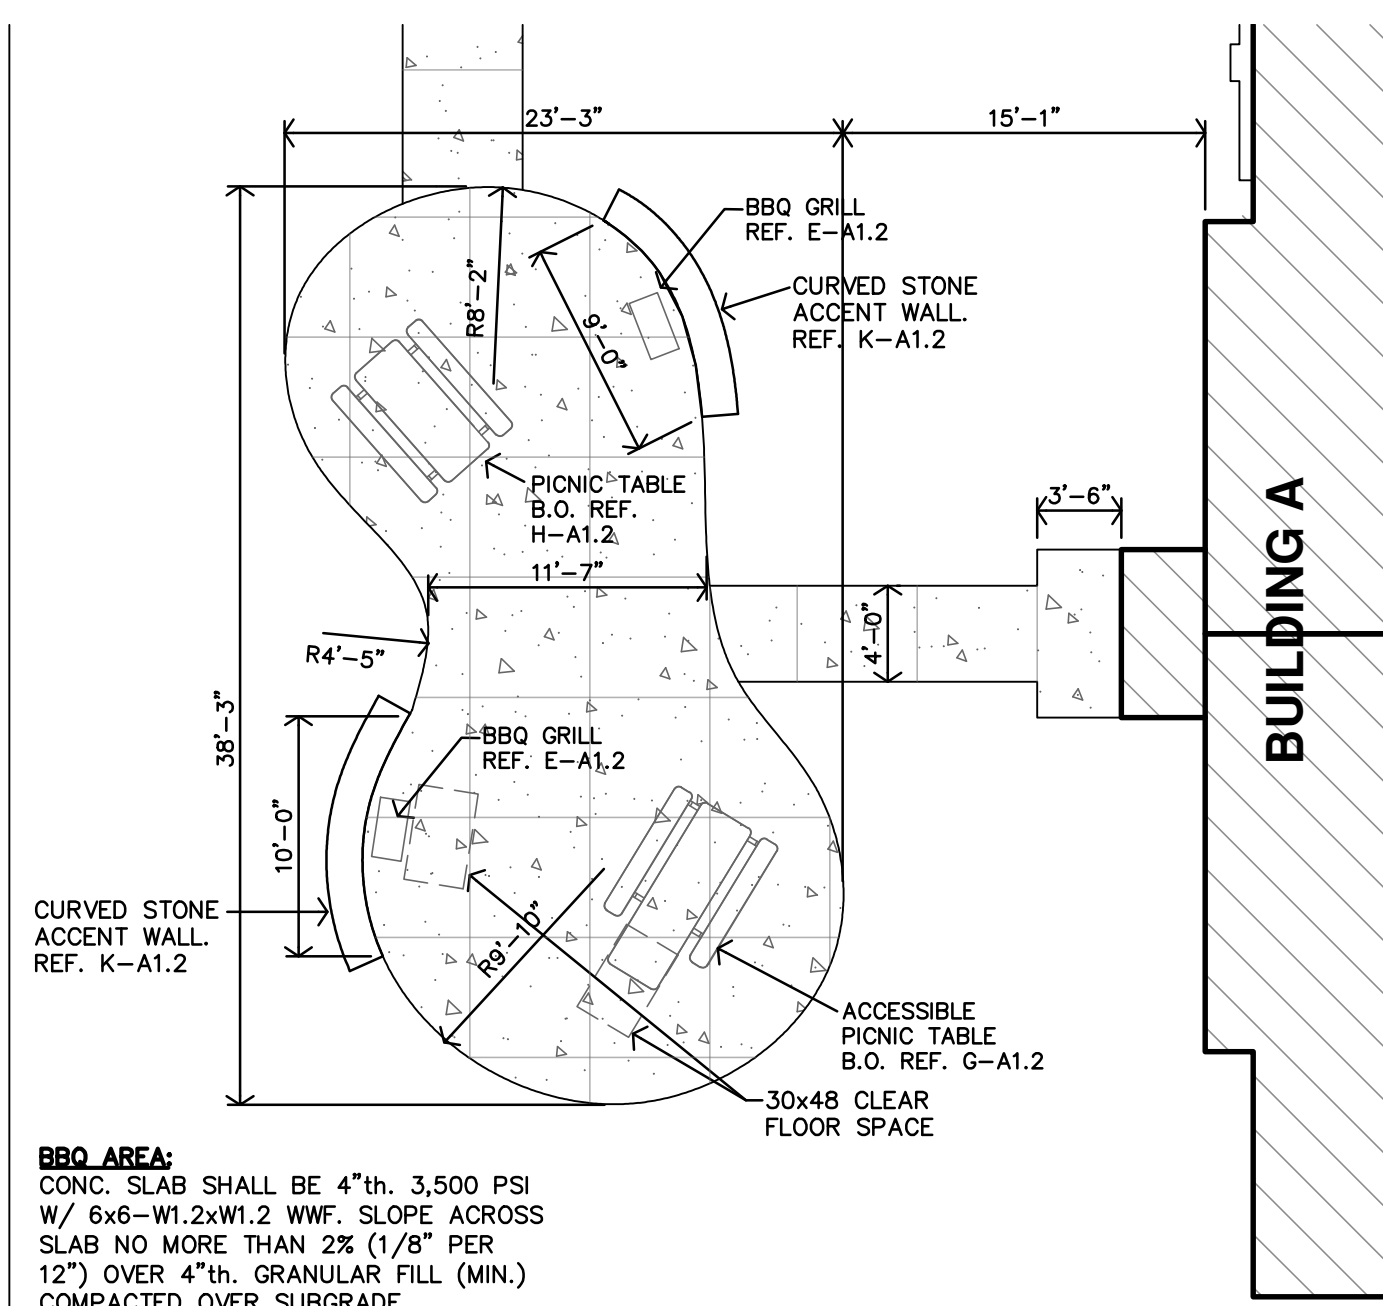 23'-3"
15'-1"
BBQ GRILL
REF. E-A1.2
R8'-2"
CURVED STONE
ACCENT WALL.
REF. K-A1.2
9'-0"
PICNIC TABLE
B.O. REF.
H-A1.2
3'-6"
BUILDING A
11'-7"
4'-0"
R4'-5"
38'-3"
BBQ GRILL
REF. E-A1.2
10'-0"
CURVED STONE
ACCENT WALL.
REF. K-A1.2
R9'-10"
ACCESSIBLE
PICNIC TABLE
B.O. REF. G-A1.2
30x48 CLEAR
FLOOR SPACE
BBQ AREA:
CONC. SLAB SHALL BE 4"th. 3,500 PSI
W/ 6x6-W1.2xW1.2 WWF. SLOPE ACROSS
SLAB NO MORE THAN 2% (1/8" PER
12") OVER 4"th. GRANULAR FILL (MIN.)
COMPACTED OVER SUBGRADE